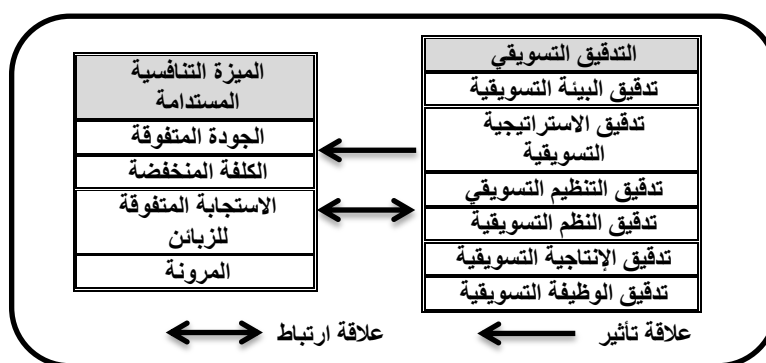 التدقيق التسويقي
تدقيق البيئة التسويقية
تدقيق الاستراتيجية
التسويقية
تدقيق التنظيم التسويقي
تدقيق النظم التسويقية
تدقيق الإنتاجية التسويقية
تدقيق الوظيفة التسويقية
الميزة التنافسية
المستدامة
الجودة المتفوقة
الكلفة المنخفضة
الاستجابة المتفوقة
للزبائن
المرونة
علاقة تأثير
علاقة ارتباط